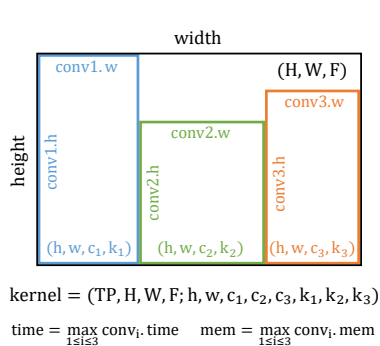 width
conv1. w
(H, W, F)
conv3. w
conv2. w
height
conv1.h
conv2.h
conv3.h
(h, w, c₁, k₁)
(h, w, c₂, k₂)
(h, w, c₃, k₃)
kernel = (TP, H, W, F; h, w, c₁, c₂, c₃, k₁, k₂, k₃)
time = max conv_i. time mem = max conv_i. mem
1≤i≤3 1≤i≤3